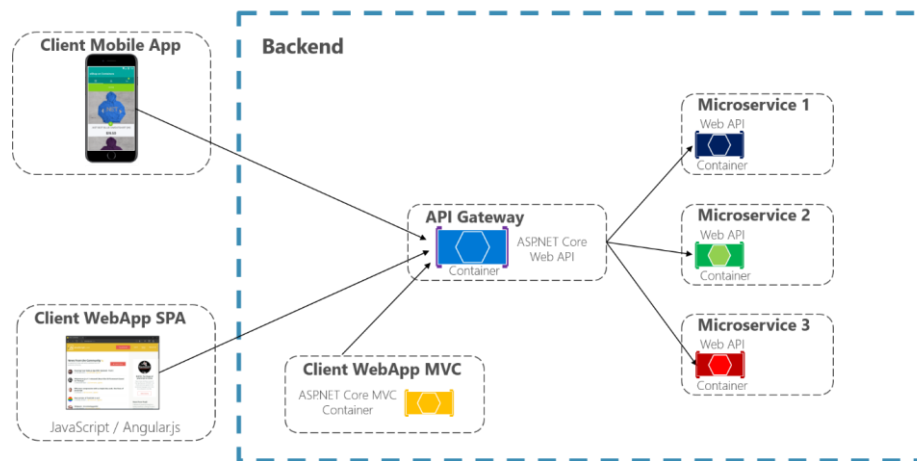 Client Mobile App
Backend
Microservice 1
Web API
Container
API Gateway
ASP.NET Core
Web API
Container
Microservice 2
Web API
Container
Client WebApp SPA
JavaScript / Angular.js
Client WebApp MVC
ASP.NET Core MVC
Container
Microservice 3
Web API
Container